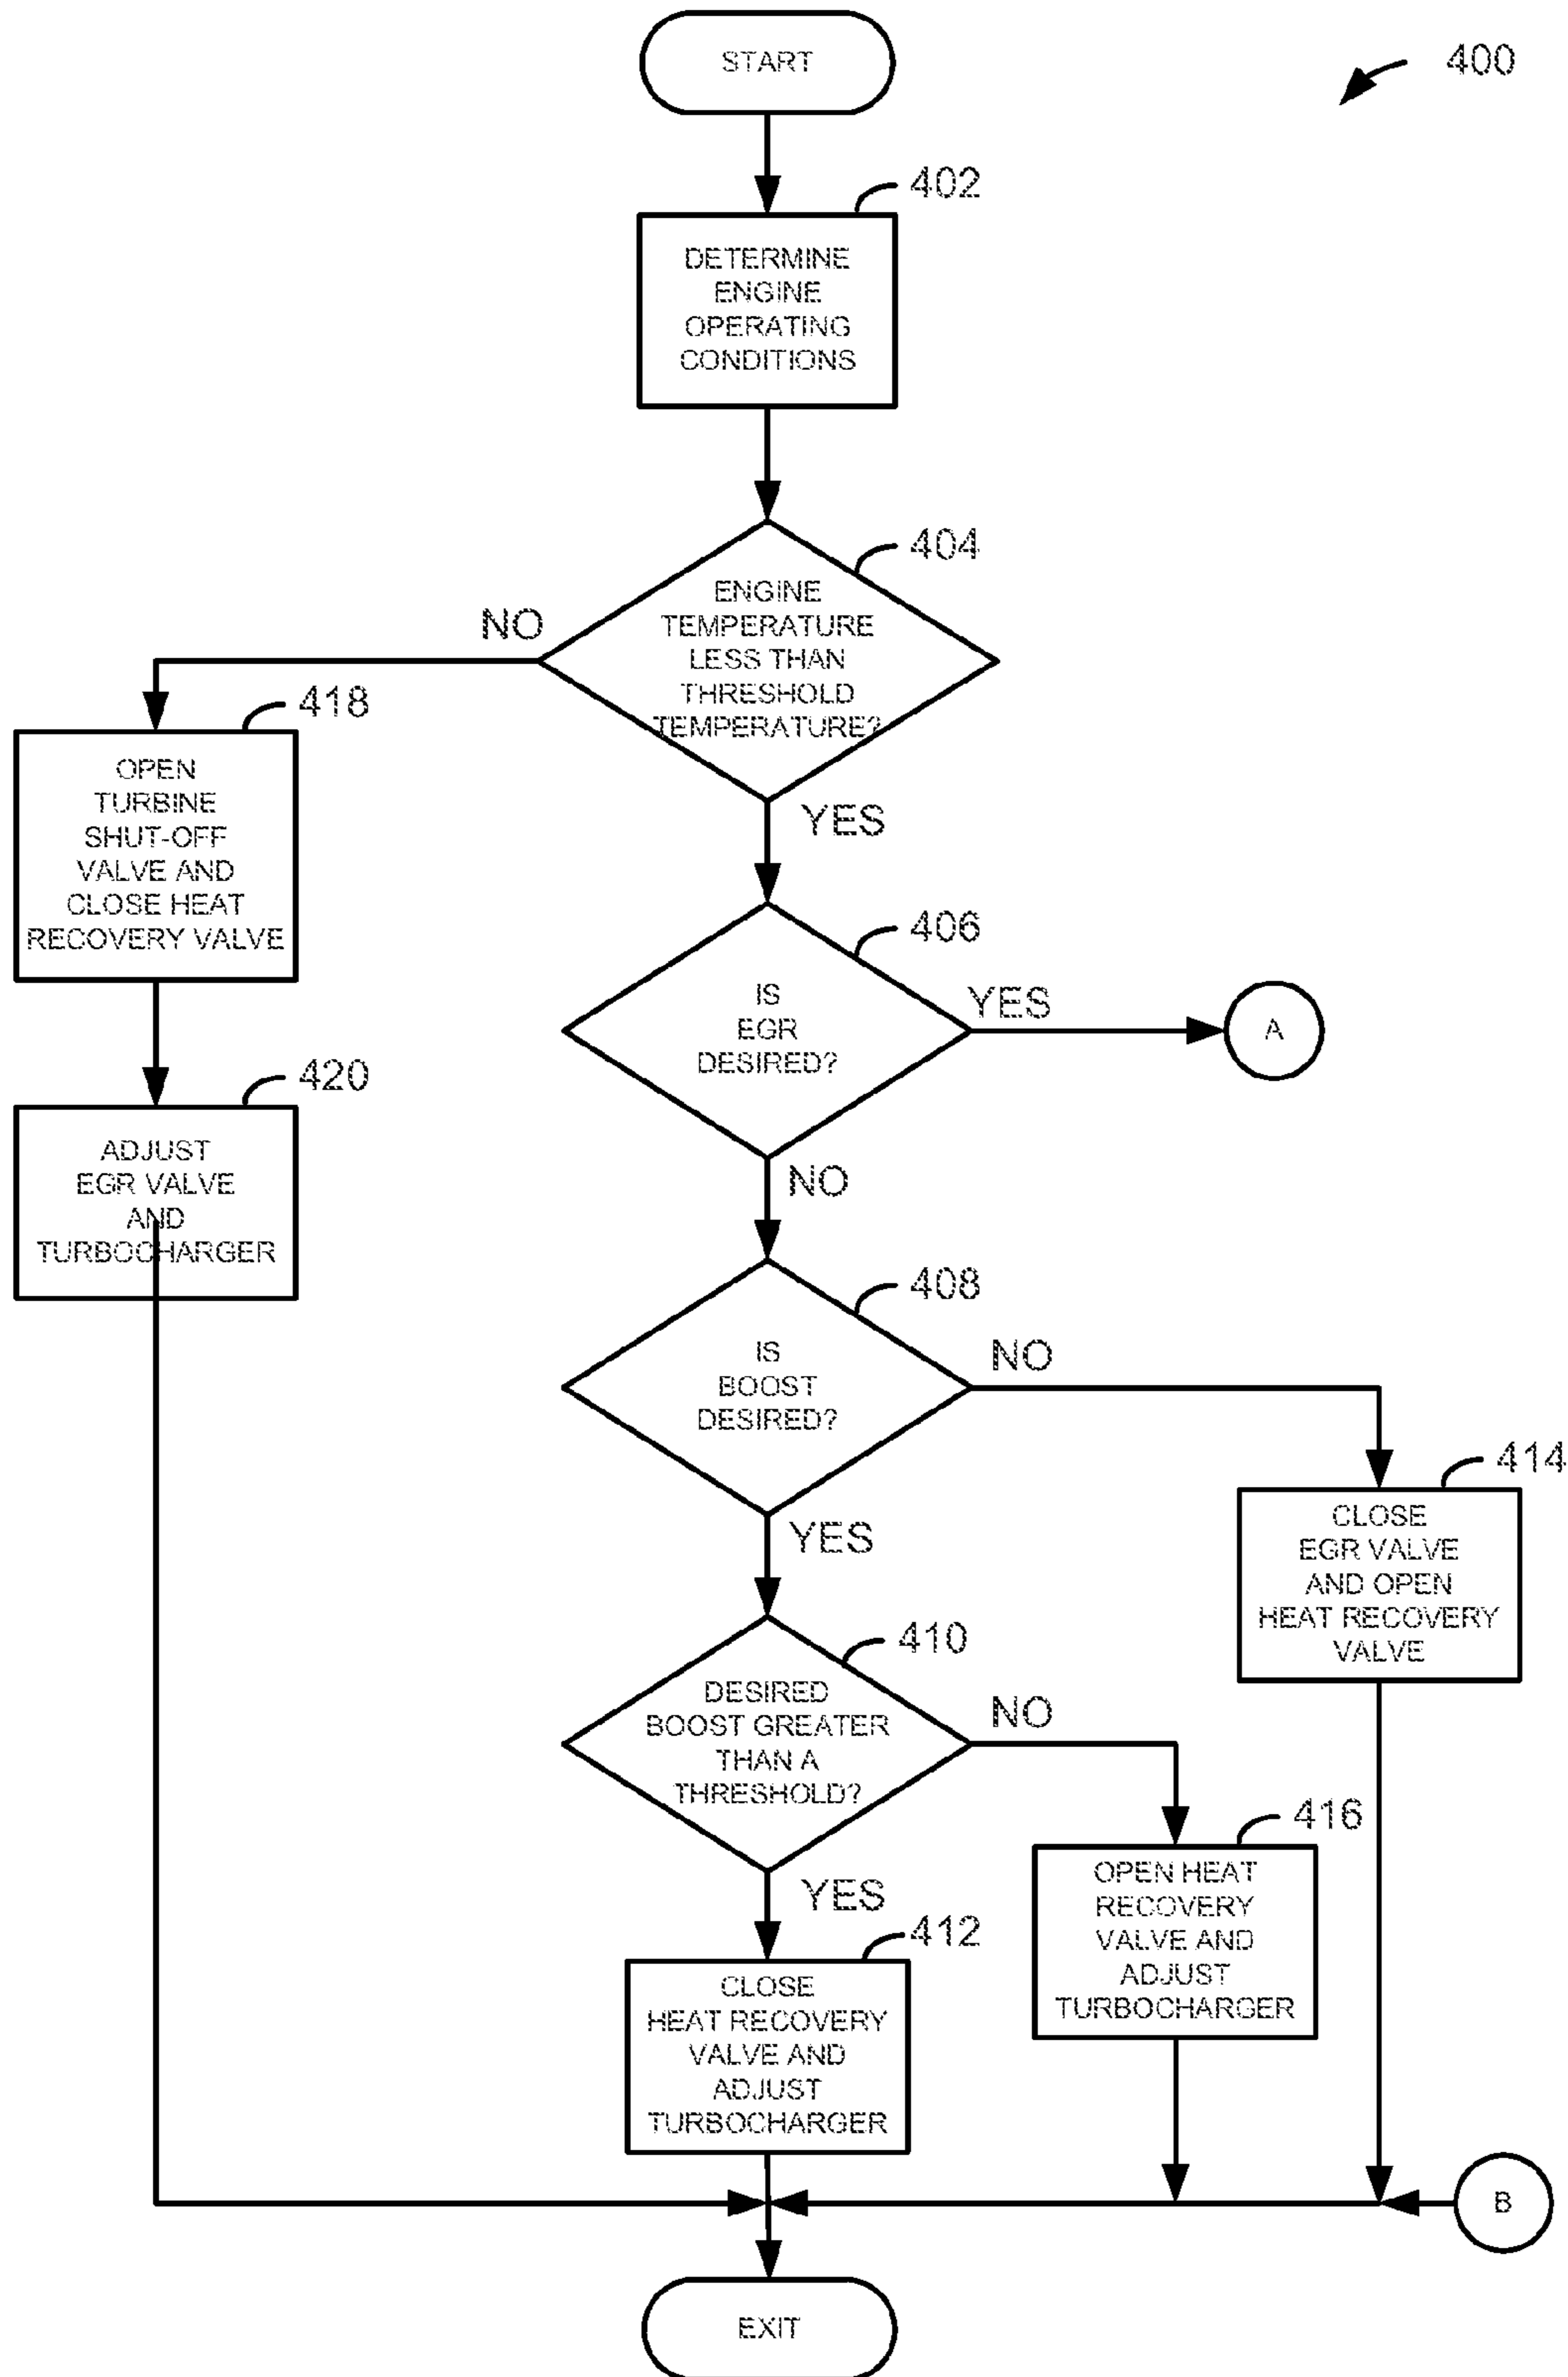 START
400
402
DETERMINE
ENGINE
OPERATING
CONDITIONS
404
ENGINE
TEMPERATURE
LESS THAN
THRESHOLD
TEMPERATURE?
NO
YES
418
OPEN
TURBINE
SHUT-OFF
VALVE AND
CLOSE HEAT
RECOVERY VALVE
406
IS
EGR
DESIRED?
YES
A
NO
420
ADJUST
EGR VALVE
AND
TURBOCHARGER
408
IS
BOOST
DESIRED?
NO
YES
414
CLOSE
EGR VALVE
AND OPEN
HEAT RECOVERY
VALVE
410
DESIRED
BOOST GREATER
THAN A
THRESHOLD?
NO
YES
416
OPEN HEAT
RECOVERY
VALVE AND
ADJUST
TURBOCHARGER
412
CLOSE
HEAT RECOVERY
VALVE AND
ADJUST
TURBOCHARGER
B
EXIT